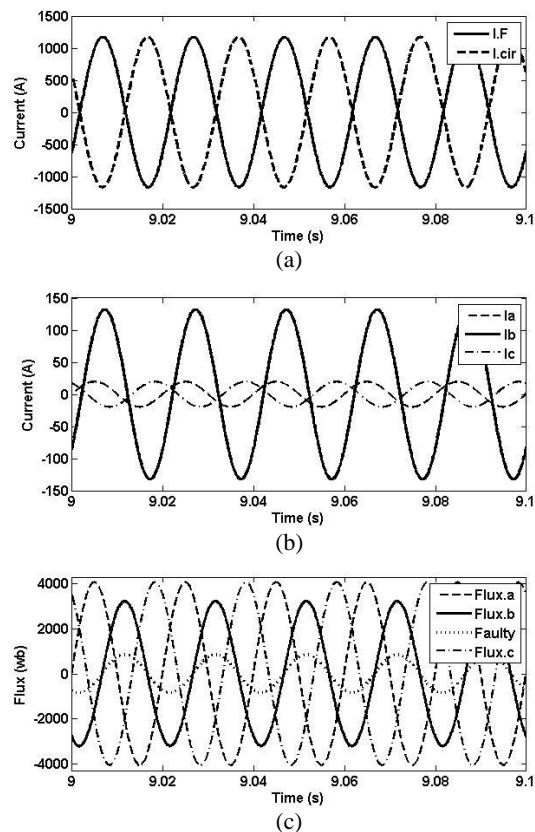 1500
1000
500
0
-500
-1000
-1500
Current (A)
I.F
I.cir
9
9.02
9.04
9.06
9.08
9.1
Time (s)
(a)
150
100
50
0
-50
-100
-150
Current (A)
Ia
Ib
Ic
9
9.02
9.04
9.06
9.08
9.1
Time (s)
(b)
4000
2000
0
-2000
-4000
Flux (wb)
Flux.a
Flux.b
Faulty
Flux.c
9
9.02
9.04
9.06
9.08
9.1
Time (s)
(c)